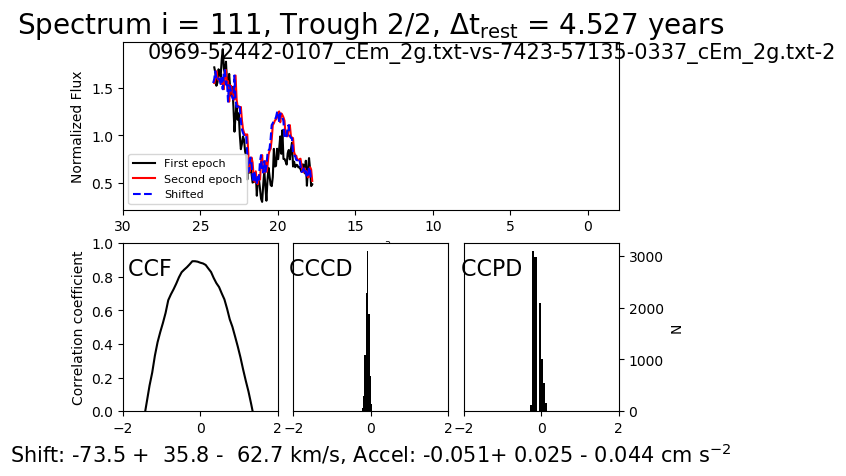 Spectrum i = 111, Trough 2/2, Δt_rest = 4.527 years
0969-52442-0107_cEm_2g.txt-vs-7423-57135-0337_cEm_2g.txt-2
Normalized Flux
1.5
1.0
0.5
First epoch
Second epoch
Shifted
30 25 20 15 10 5 0
Correlation coefficient
1.0
0.8
0.6
0.4
0.2
0.0
CCF
CCCD
CCPD
3000
2000
1000
0
N
−2 0 2
−2 0 2
−2 0 2
Shift: -73.5 + 35.8 - 62.7 km/s, Accel: -0.051+ 0.025 - 0.044 cm s⁻²